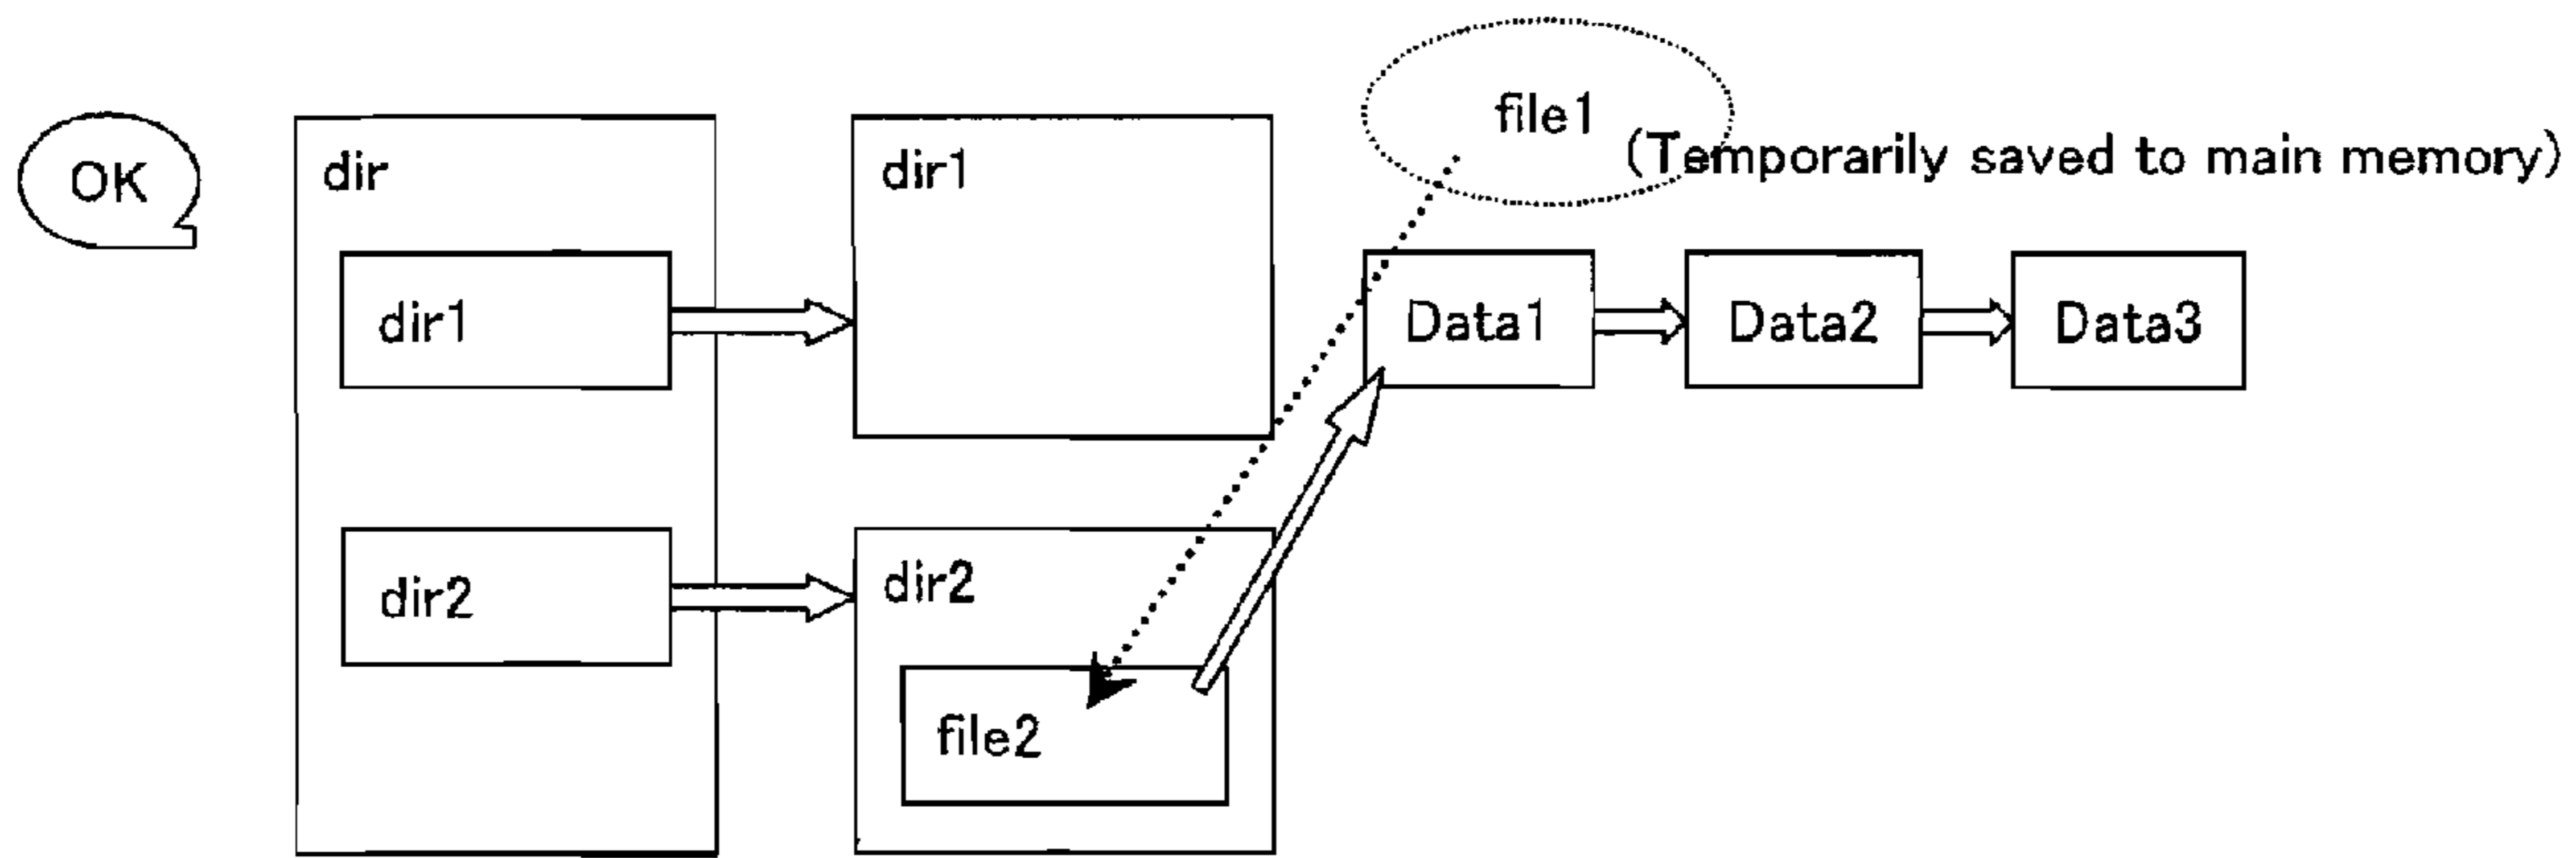 OK
dir
dir1
dir2
dir1
dir2
file2
file1
(Temporarily saved to main memory)
Data1
Data2
Data3